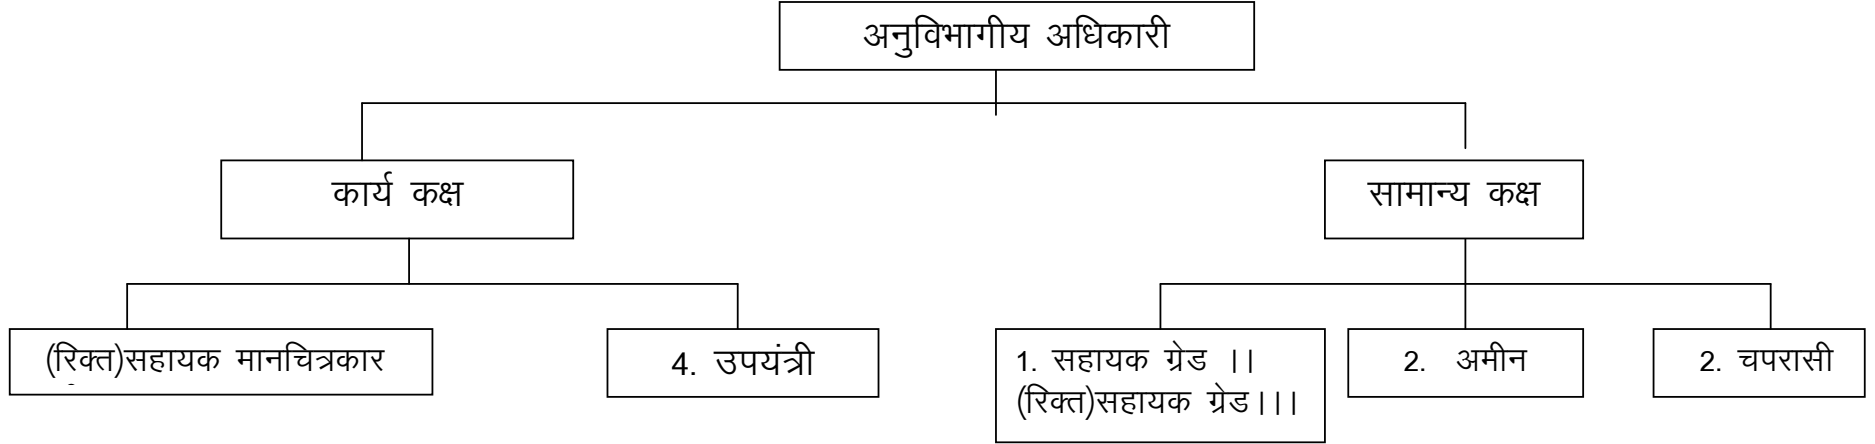 अनुविभागीय अधिकारी
कार्य कक्ष
सामान्य कक्ष
(रिक्त)सहायक मानचित्रकार
4. उपयंत्री
1. सहायक ग्रेड ।।
(रिक्त)सहायक ग्रेड।।।
2. अमीन
2. चपरासी